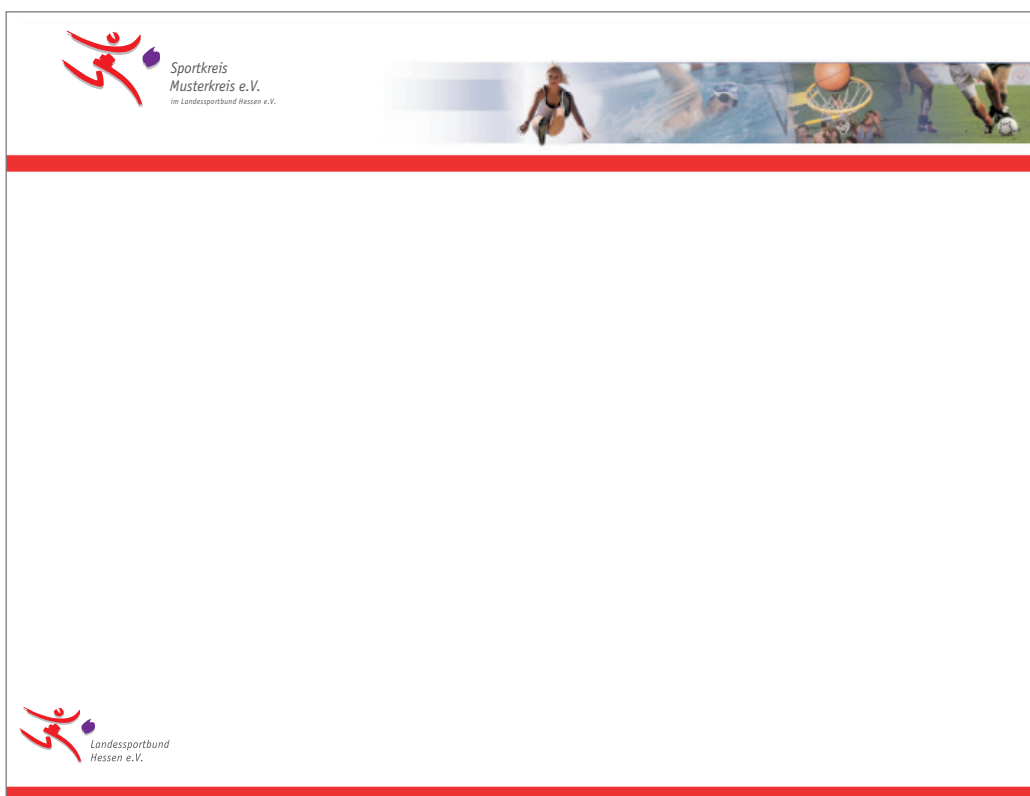 Sportkreis
Musterkreis e.V.
im Landessportbund Hessen e.V.
Landessportbund
Hessen e.V.